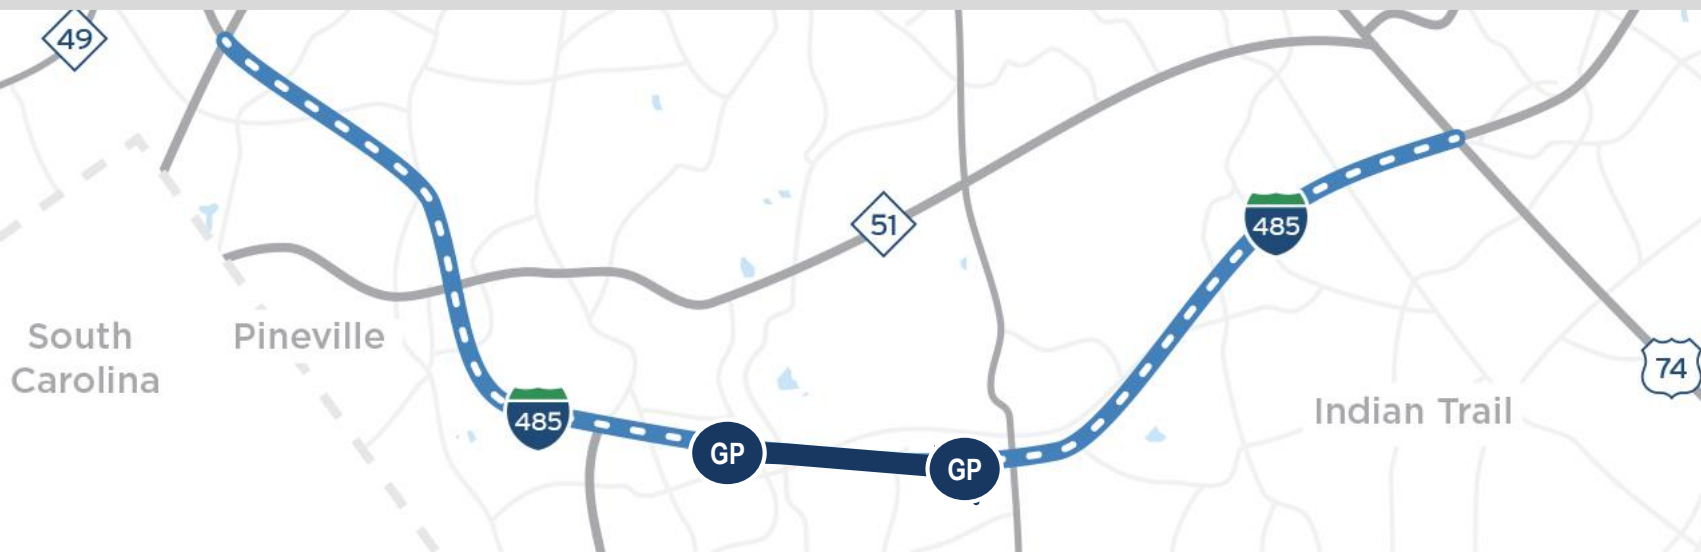 49
51
485
South
Carolina
Pineville
74
485
Indian Trail
GP
GP